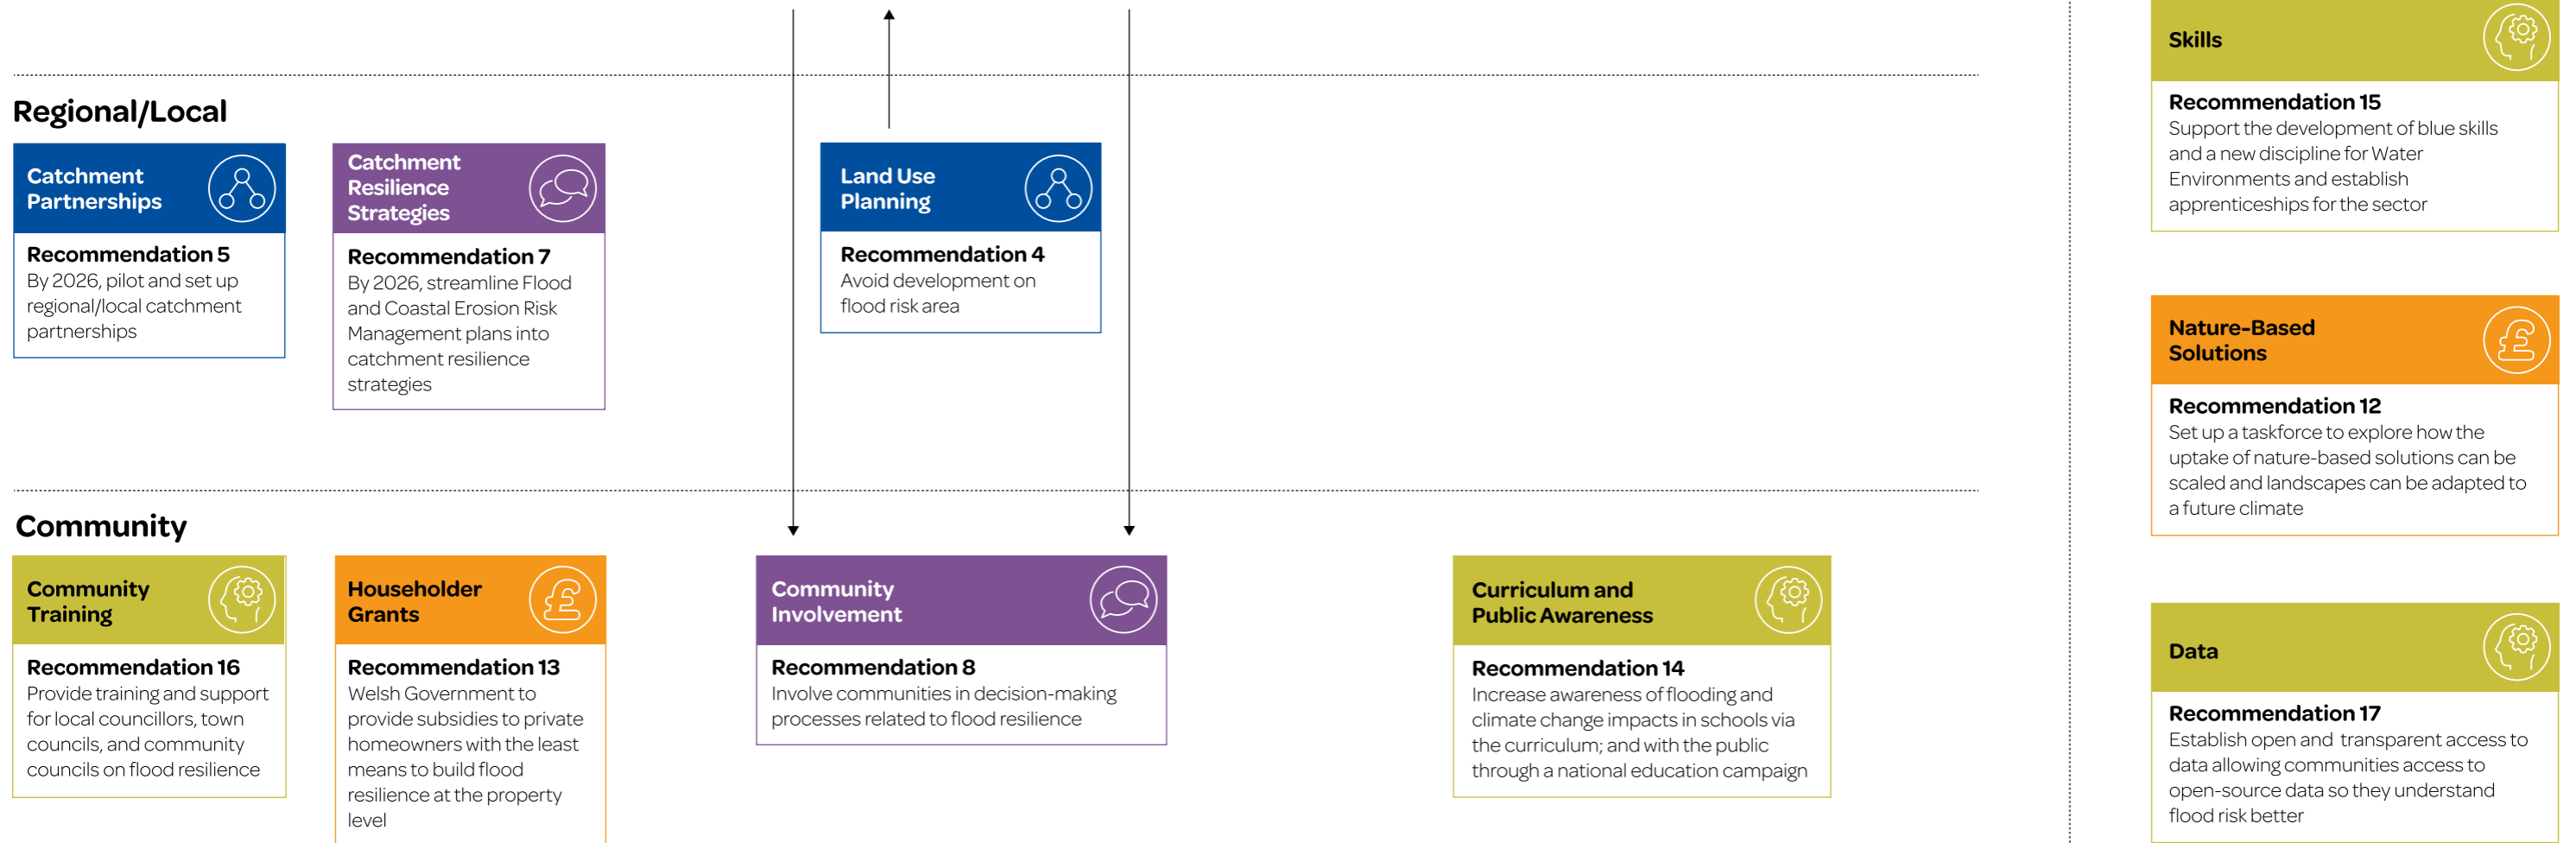 Regional/Local
Catchment
Partnerships
Recommendation 5
By 2026, pilot and set up
regional/local catchment
partnerships
Catchment
Resilience
Strategies
Recommendation 7
By 2026, streamline Flood
and Coastal Erosion Risk
Management plans into
catchment resilience
strategies
Land Use
Planning
Recommendation 4
Avoid development on
flood risk area
Community
Community
Training
Recommendation 16
Provide training and support
for local councillors, town
councils, and community
councils on flood resilience
Householder
Grants
£
Recommendation 13
Welsh Government to
provide subsidies to private
homeowners with the least
means to build flood
resilience at the property
level
Community
Involvement
Recommendation 8
Involve communities in decision-making
processes related to flood resilience
Curriculum and
Public Awareness
Recommendation 14
Increase awareness of flooding and
climate change impacts in schools via
the curriculum; and with the public
through a national education campaign
Skills
Recommendation 15
Support the development of blue skills
and a new discipline for Water
Environments and establish
apprenticeships for the sector
Nature-Based
Solutions
£
Recommendation 12
Set up a taskforce to explore how the
uptake of nature-based solutions can be
scaled and landscapes can be adapted to
a future climate
Data
Recommendation 17
Establish open and transparent access to
data allowing communities access to
open-source data so they understand
flood risk better